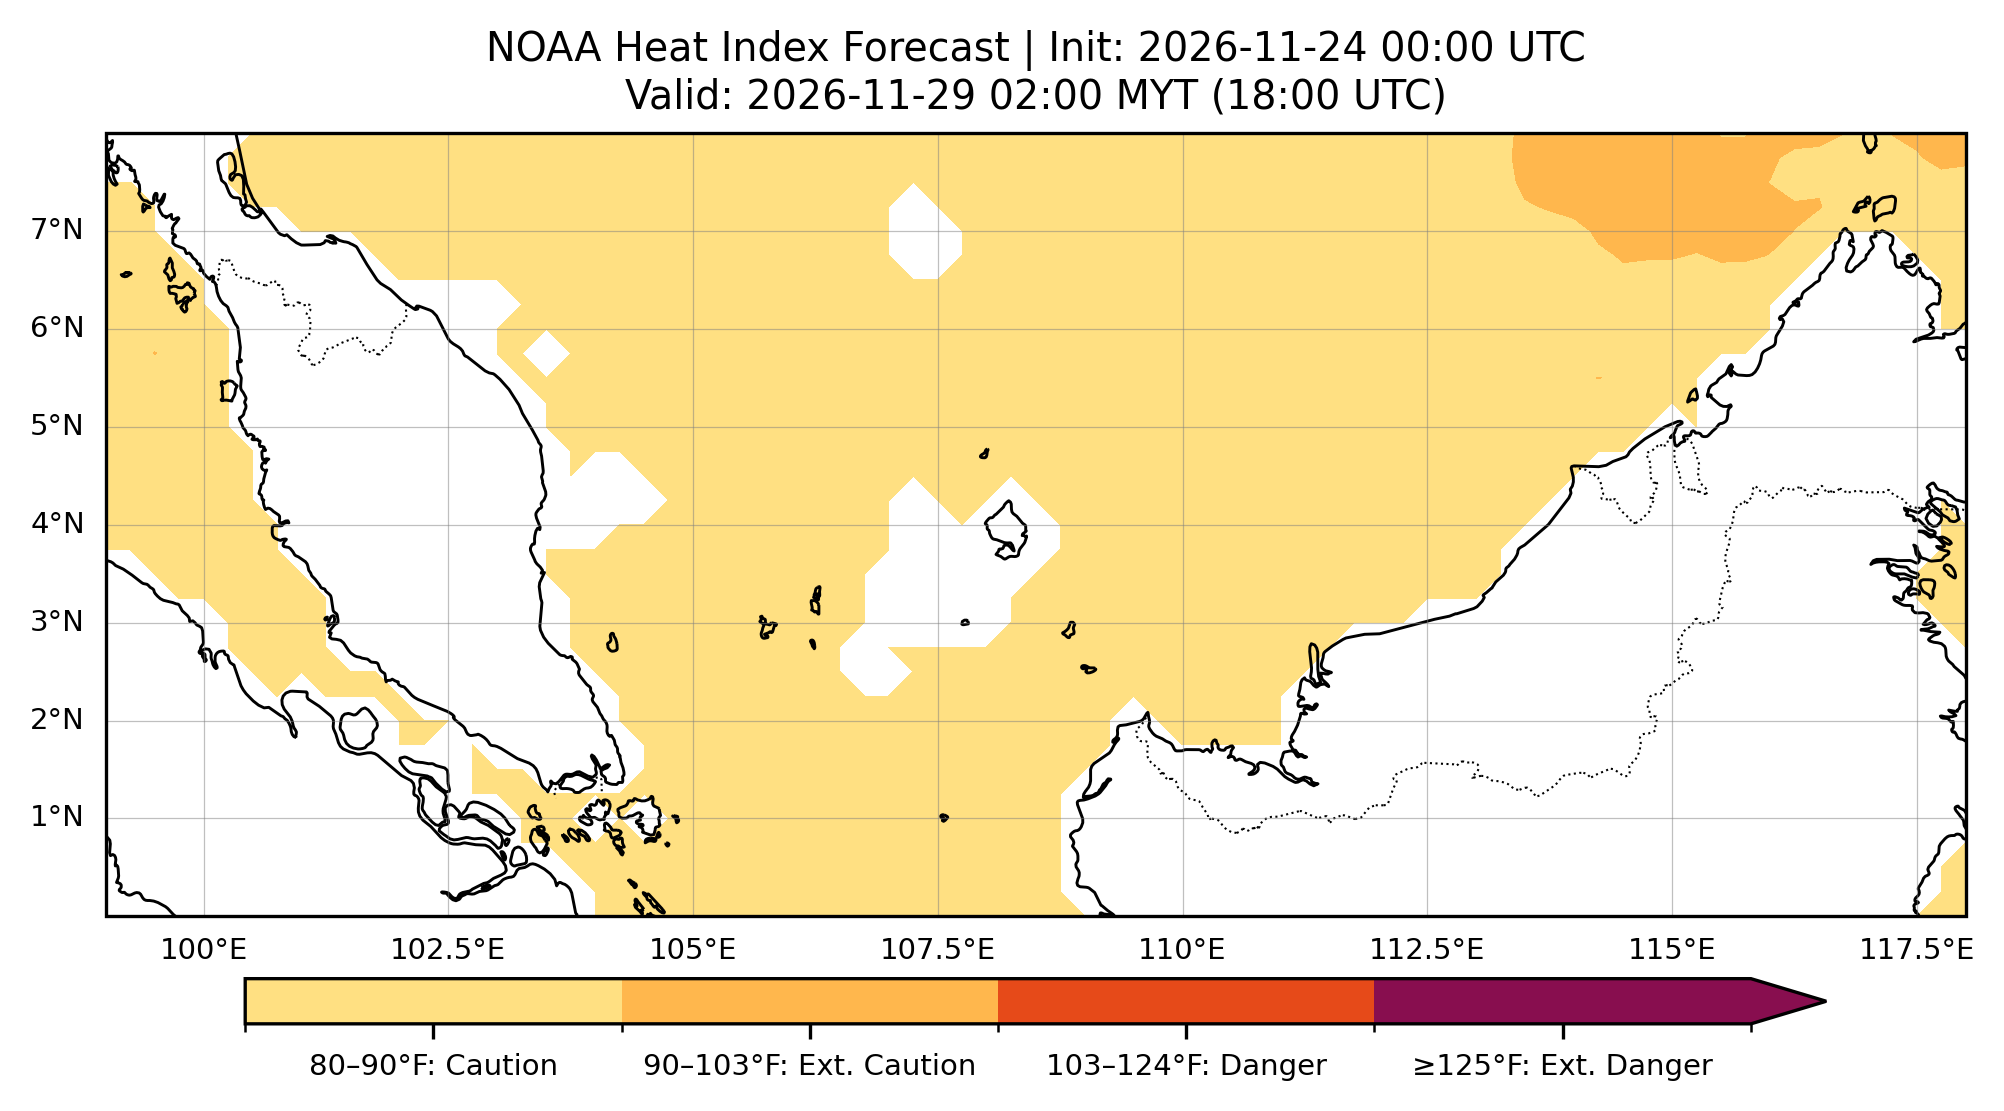 NOAA Heat Index Forecast | Init: 2026-11-24 00:00 UTC
Valid: 2026-11-29 02:00 MYT (18:00 UTC)
7°N
6°N
5°N
4°N
3°N
2°N
1°N
100°E 102.5°E 105°E 107.5°E 110°E 112.5°E 115°E 117.5°E
80–90°F: Caution 90–103°F: Ext. Caution 103–124°F: Danger ≥125°F: Ext. Danger